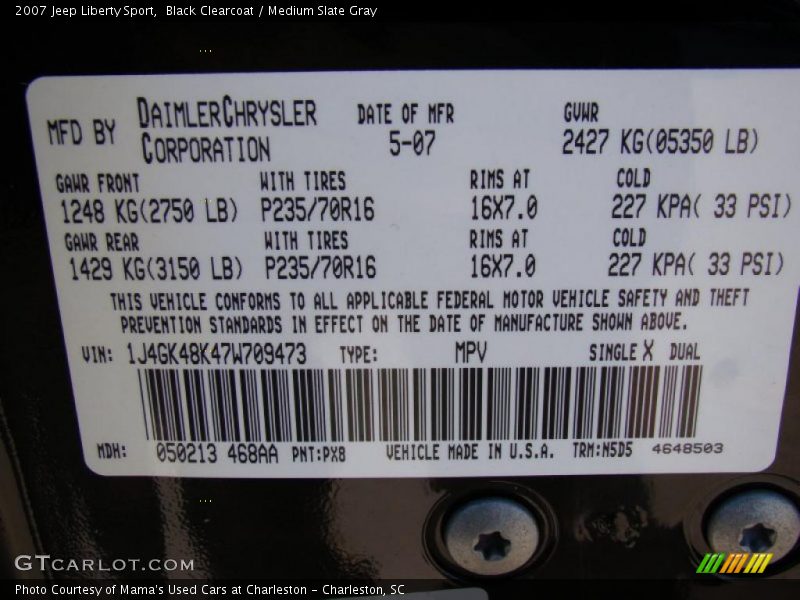 2007 Jeep Liberty Sport,  Black Clearcoat / Medium Slate Gray
MFD BY DAIMLERCHRYSLER CORPORATION
DATE OF MFR 5-07
GVWR 2427 KG(05350 LB)
GAWR FRONT WITH TIRES RIMS AT COLD
1248 KG(2750 LB) P235/70R16 16X7.0 227 KPA( 33 PSI)
GAWR REAR WITH TIRES RIMS AT COLD
1429 KG(3150 LB) P235/70R16 16X7.0 227 KPA( 33 PSI)
THIS VEHICLE CONFORMS TO ALL APPLICABLE FEDERAL MOTOR VEHICLE SAFETY AND THEFT
PREVENTION STANDARDS IN EFFECT ON THE DATE OF MANUFACTURE SHOWN ABOVE.
VIN: 1J4GK48K47W709473 TYPE: MPV SINGLE X DUAL
MDH: 050213 468AA PNT:PX8 VEHICLE MADE IN U.S.A. TRM:N5D5 4648503
GTCARLOT.COM
Photo Courtesy of Mama's Used Cars at Charleston - Charleston, SC